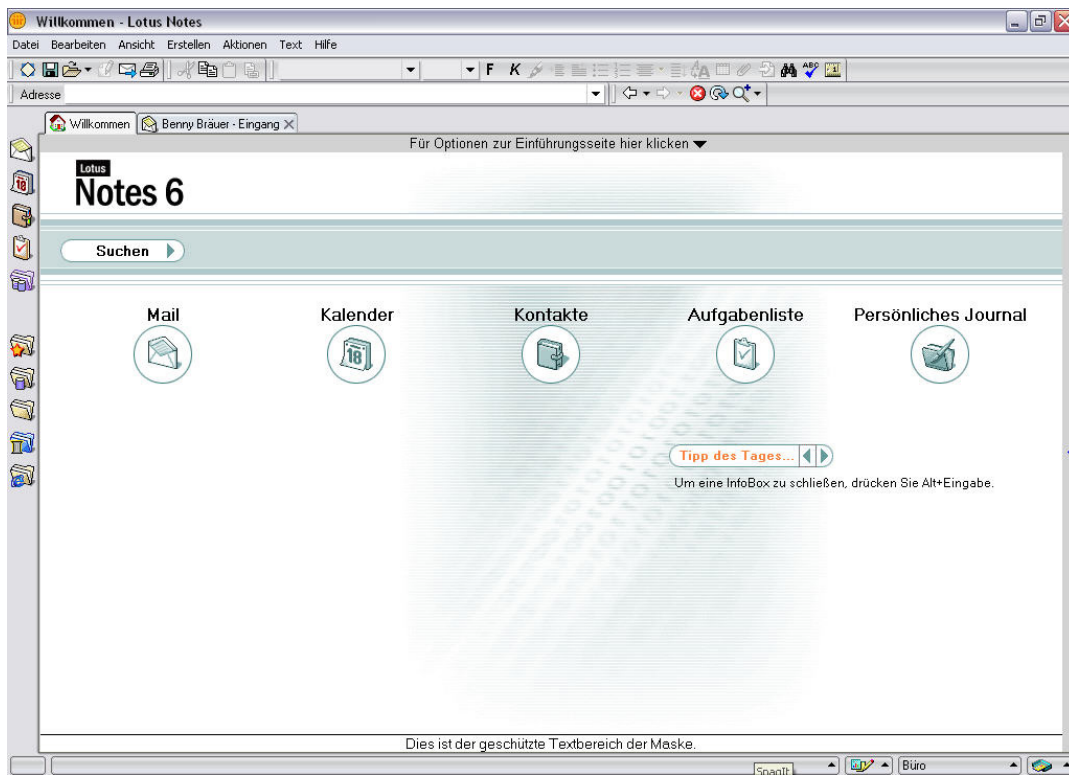 Willkommen - Lotus Notes
Datei Bearbeiten Ansicht Erstellen Aktionen Text Hilfe
F K
Adresse
Willkommen Benny Bräuer - Eingang
Für Optionen zur Einführungsseite hier klicken
Lotus
Notes 6
Suchen
Mail Kalender Kontakte Aufgabenliste Persönliches Journal
18 18
Tipp des Tages...
Um eine InfoBox zu schließen, drücken Sie Alt+Eingabe.
Dies ist der geschützte Textbereich der Maske.
SnagIt Büro